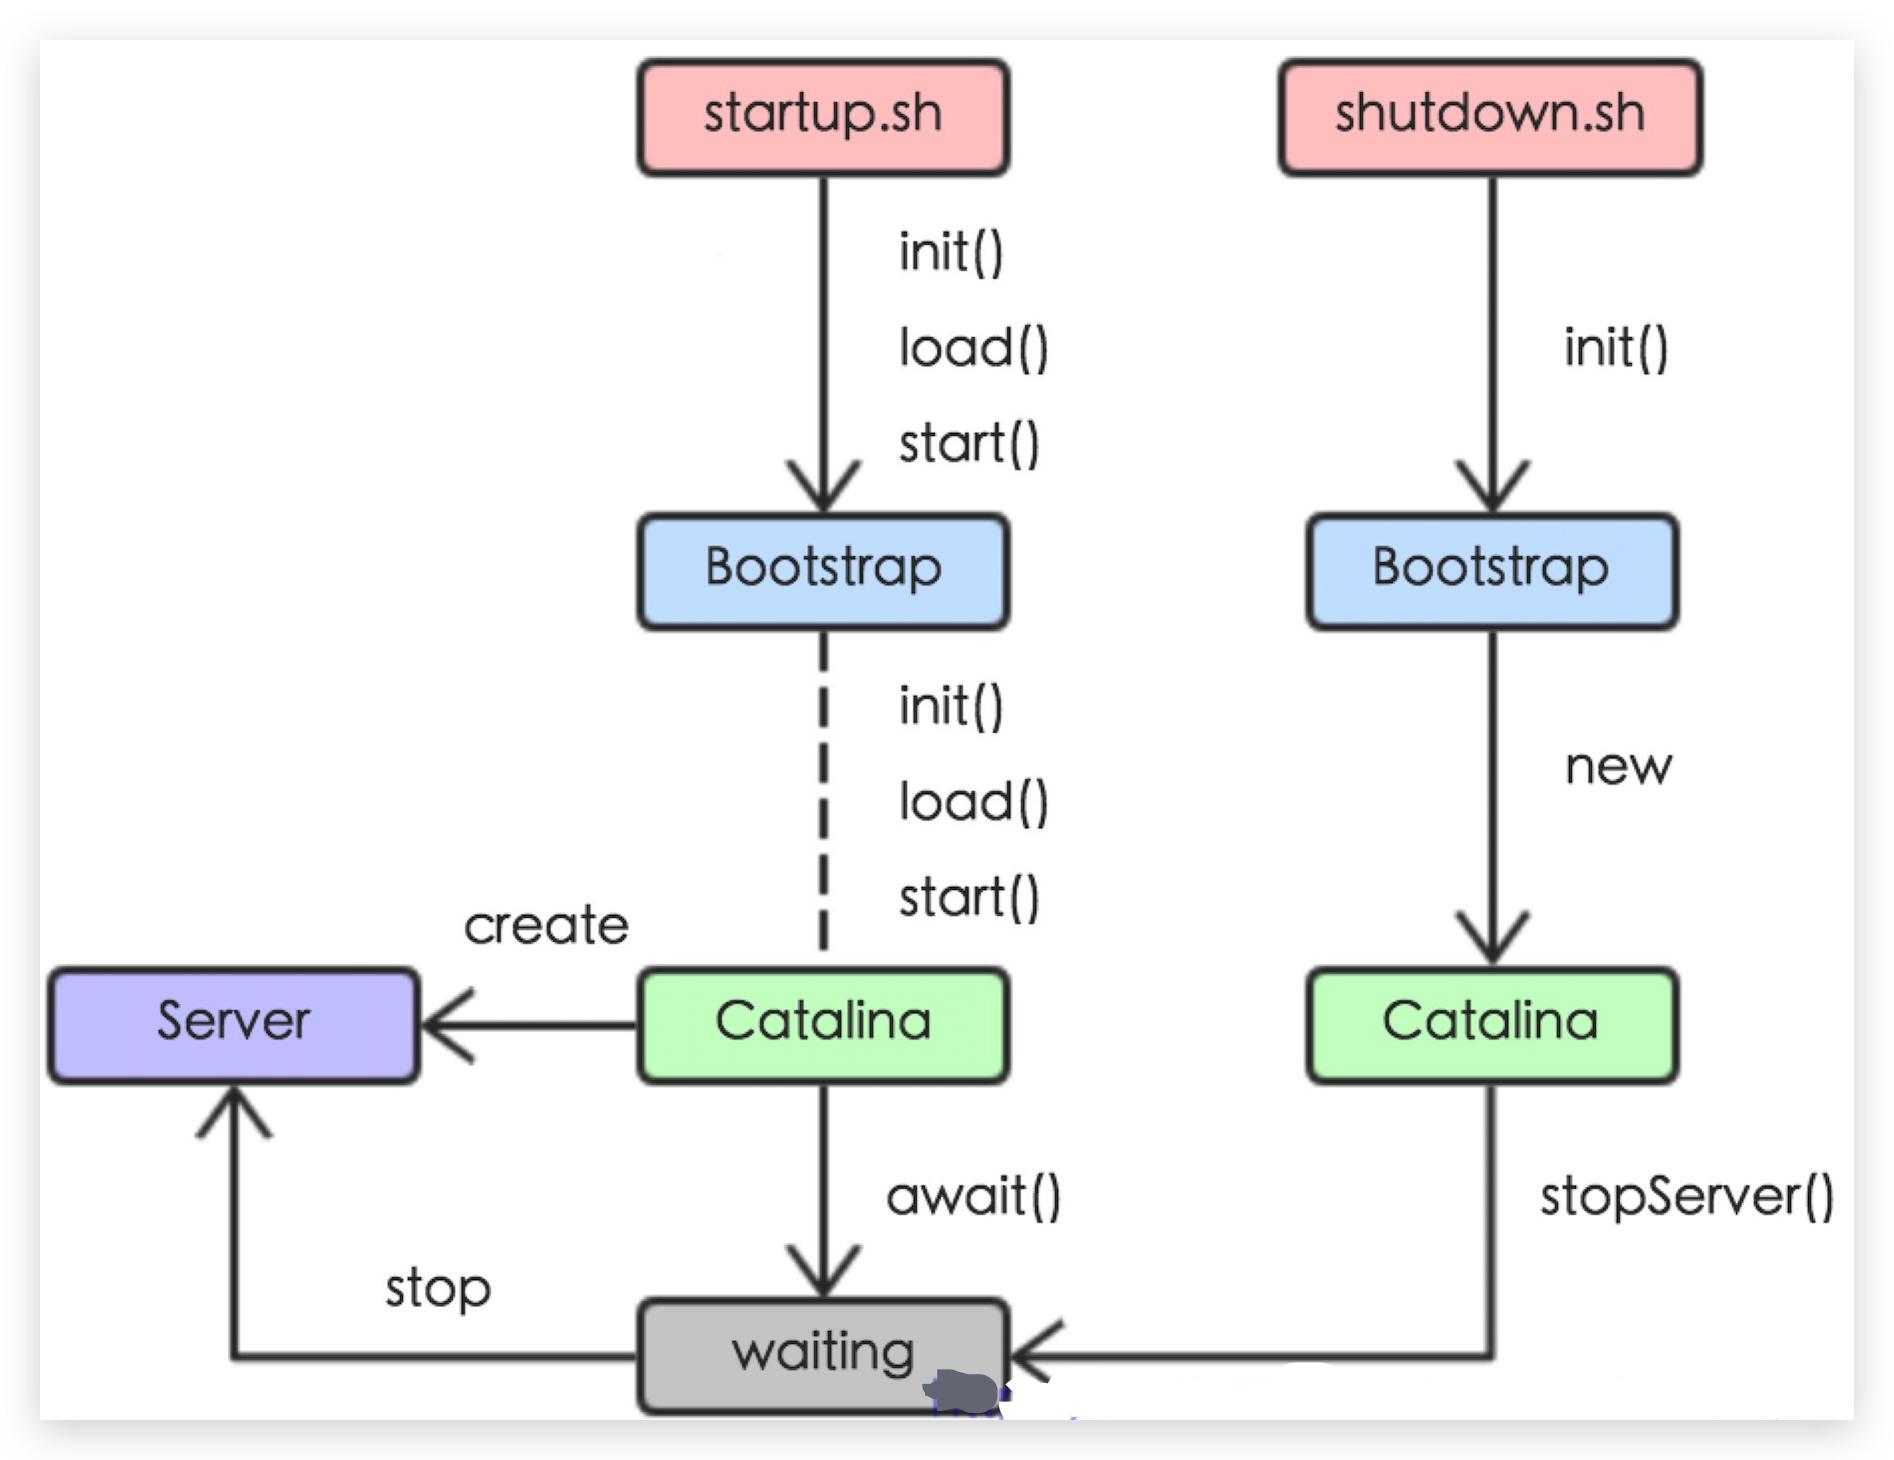 startup.sh
shutdown.sh
init()
load()
start()
init()
Bootstrap
Bootstrap
init()
load()
start()
new
create
Server
Catalina
Catalina
await()
stopServer()
stop
waiting